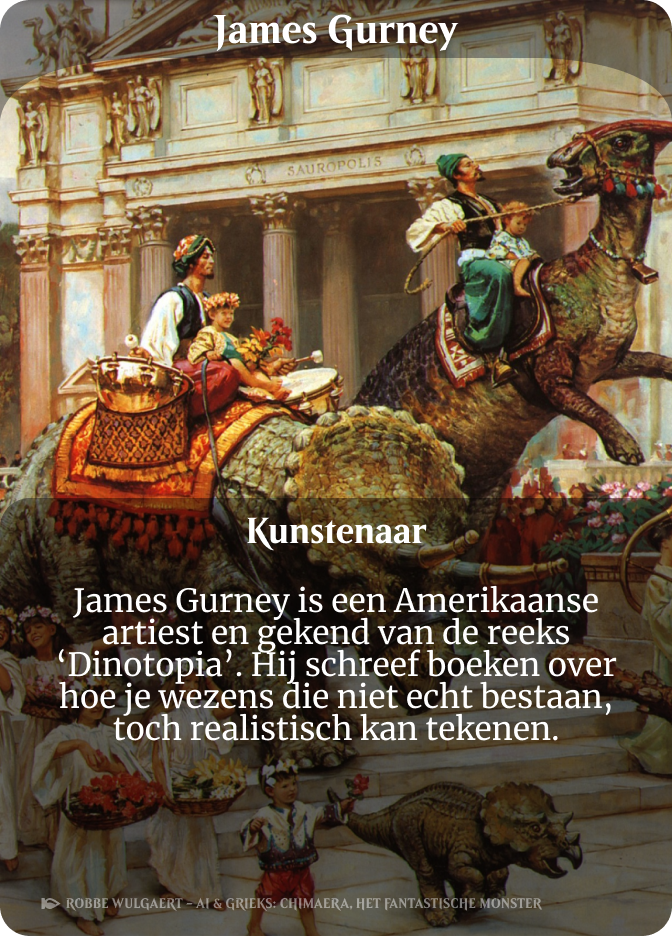 James Gurney
SAUROPOLIS
Kunstenaar
James Gurney is een Amerikaanse
artiest en gekend van de reeks
‘Dinotopia’. Hij schreef boeken over
hoe je wezens die niet echt bestaan,
toch realistisch kan tekenen.
ROBBE WULGAERT – AI & GRIEKS: CHIMAERA, HET FANTASTISCHE MONSTER